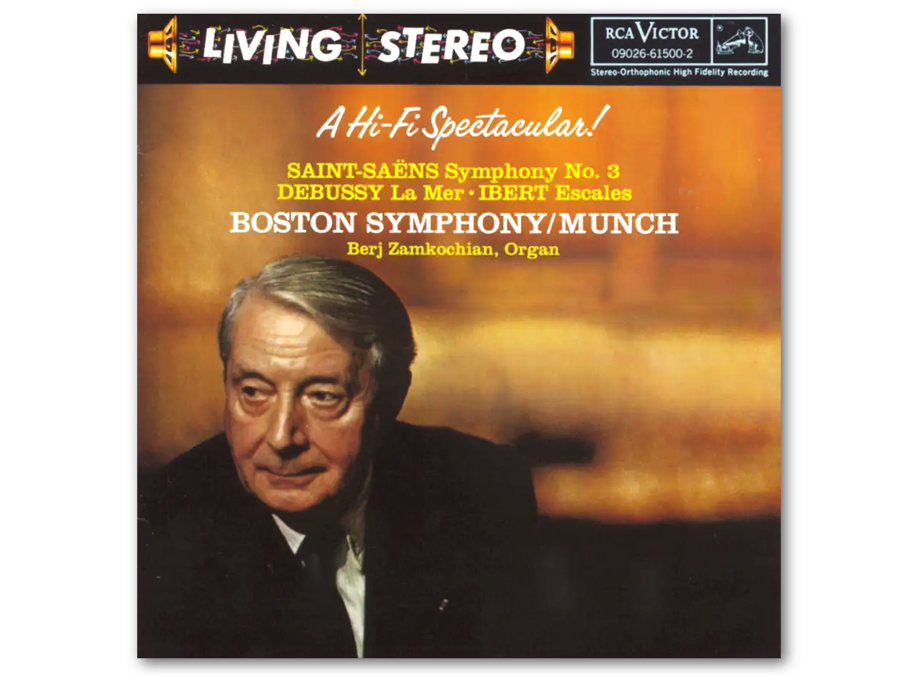 LIVING STEREO
RCA VICTOR
09026-61500-2
Stereo-Orthophonic High Fidelity Recording
A Hi-Fi Spectacular!
SAINT-SAËNS Symphony No. 3
DEBUSSY La Mer • IBERT Escales
BOSTON SYMPHONY/MUNCH
Berj Zamkochian, Organ